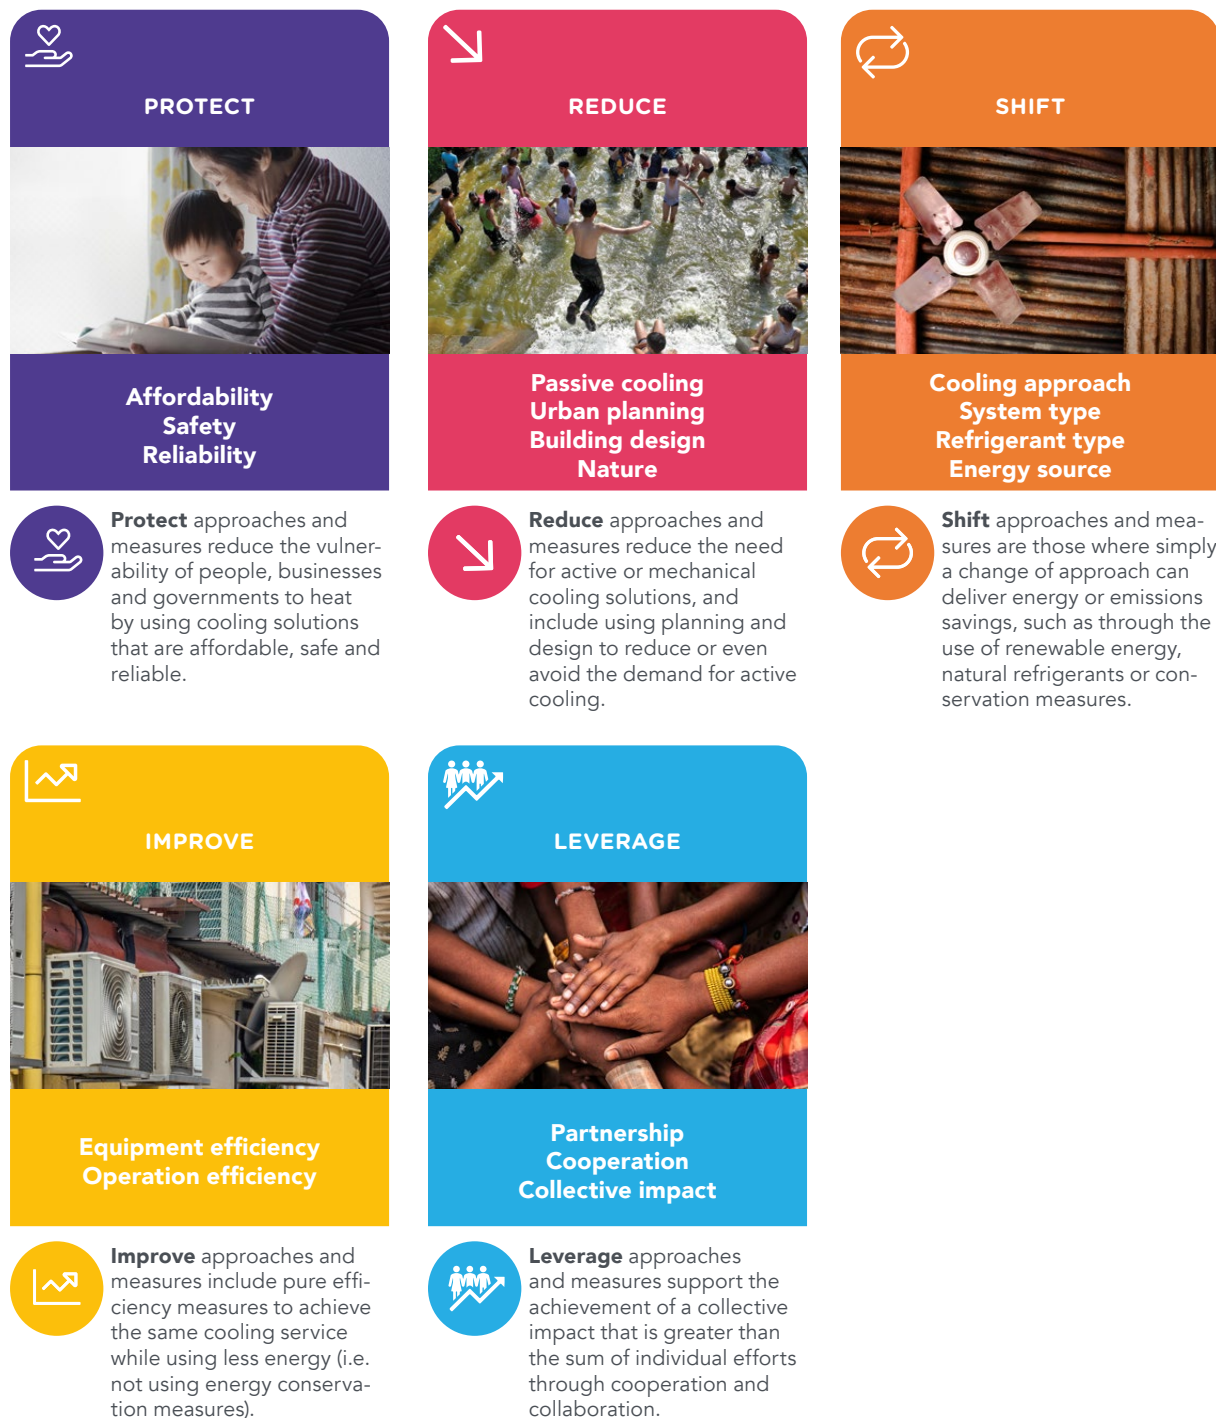 PROTECT
Affordability
Safety
Reliability
Protect approaches and
measures reduce the vulner-
ability of people, businesses
and governments to heat
by using cooling solutions
that are affordable, safe and
reliable.
REDUCE
Passive cooling
Urban planning
Building design
Nature
Reduce approaches and
measures reduce the need
for active or mechanical
cooling solutions, and
include using planning and
design to reduce or even
avoid the demand for active
cooling.
SHIFT
Cooling approach
System type
Refrigerant type
Energy source
Shift approaches and mea-
sures are those where simply
a change of approach can
deliver energy or emissions
savings, such as through the
use of renewable energy,
natural refrigerants or con-
servation measures.
IMPROVE
Equipment efficiency
Operation efficiency
Improve approaches and
measures include pure effi-
ciency measures to achieve
the same cooling service
while using less energy (i.e.
not using energy conserva-
tion measures).
LEVERAGE
Partnership
Cooperation
Collective impact
Leverage approaches
and measures support the
achievement of a collective
impact that is greater than
the sum of individual efforts
through cooperation and
collaboration.